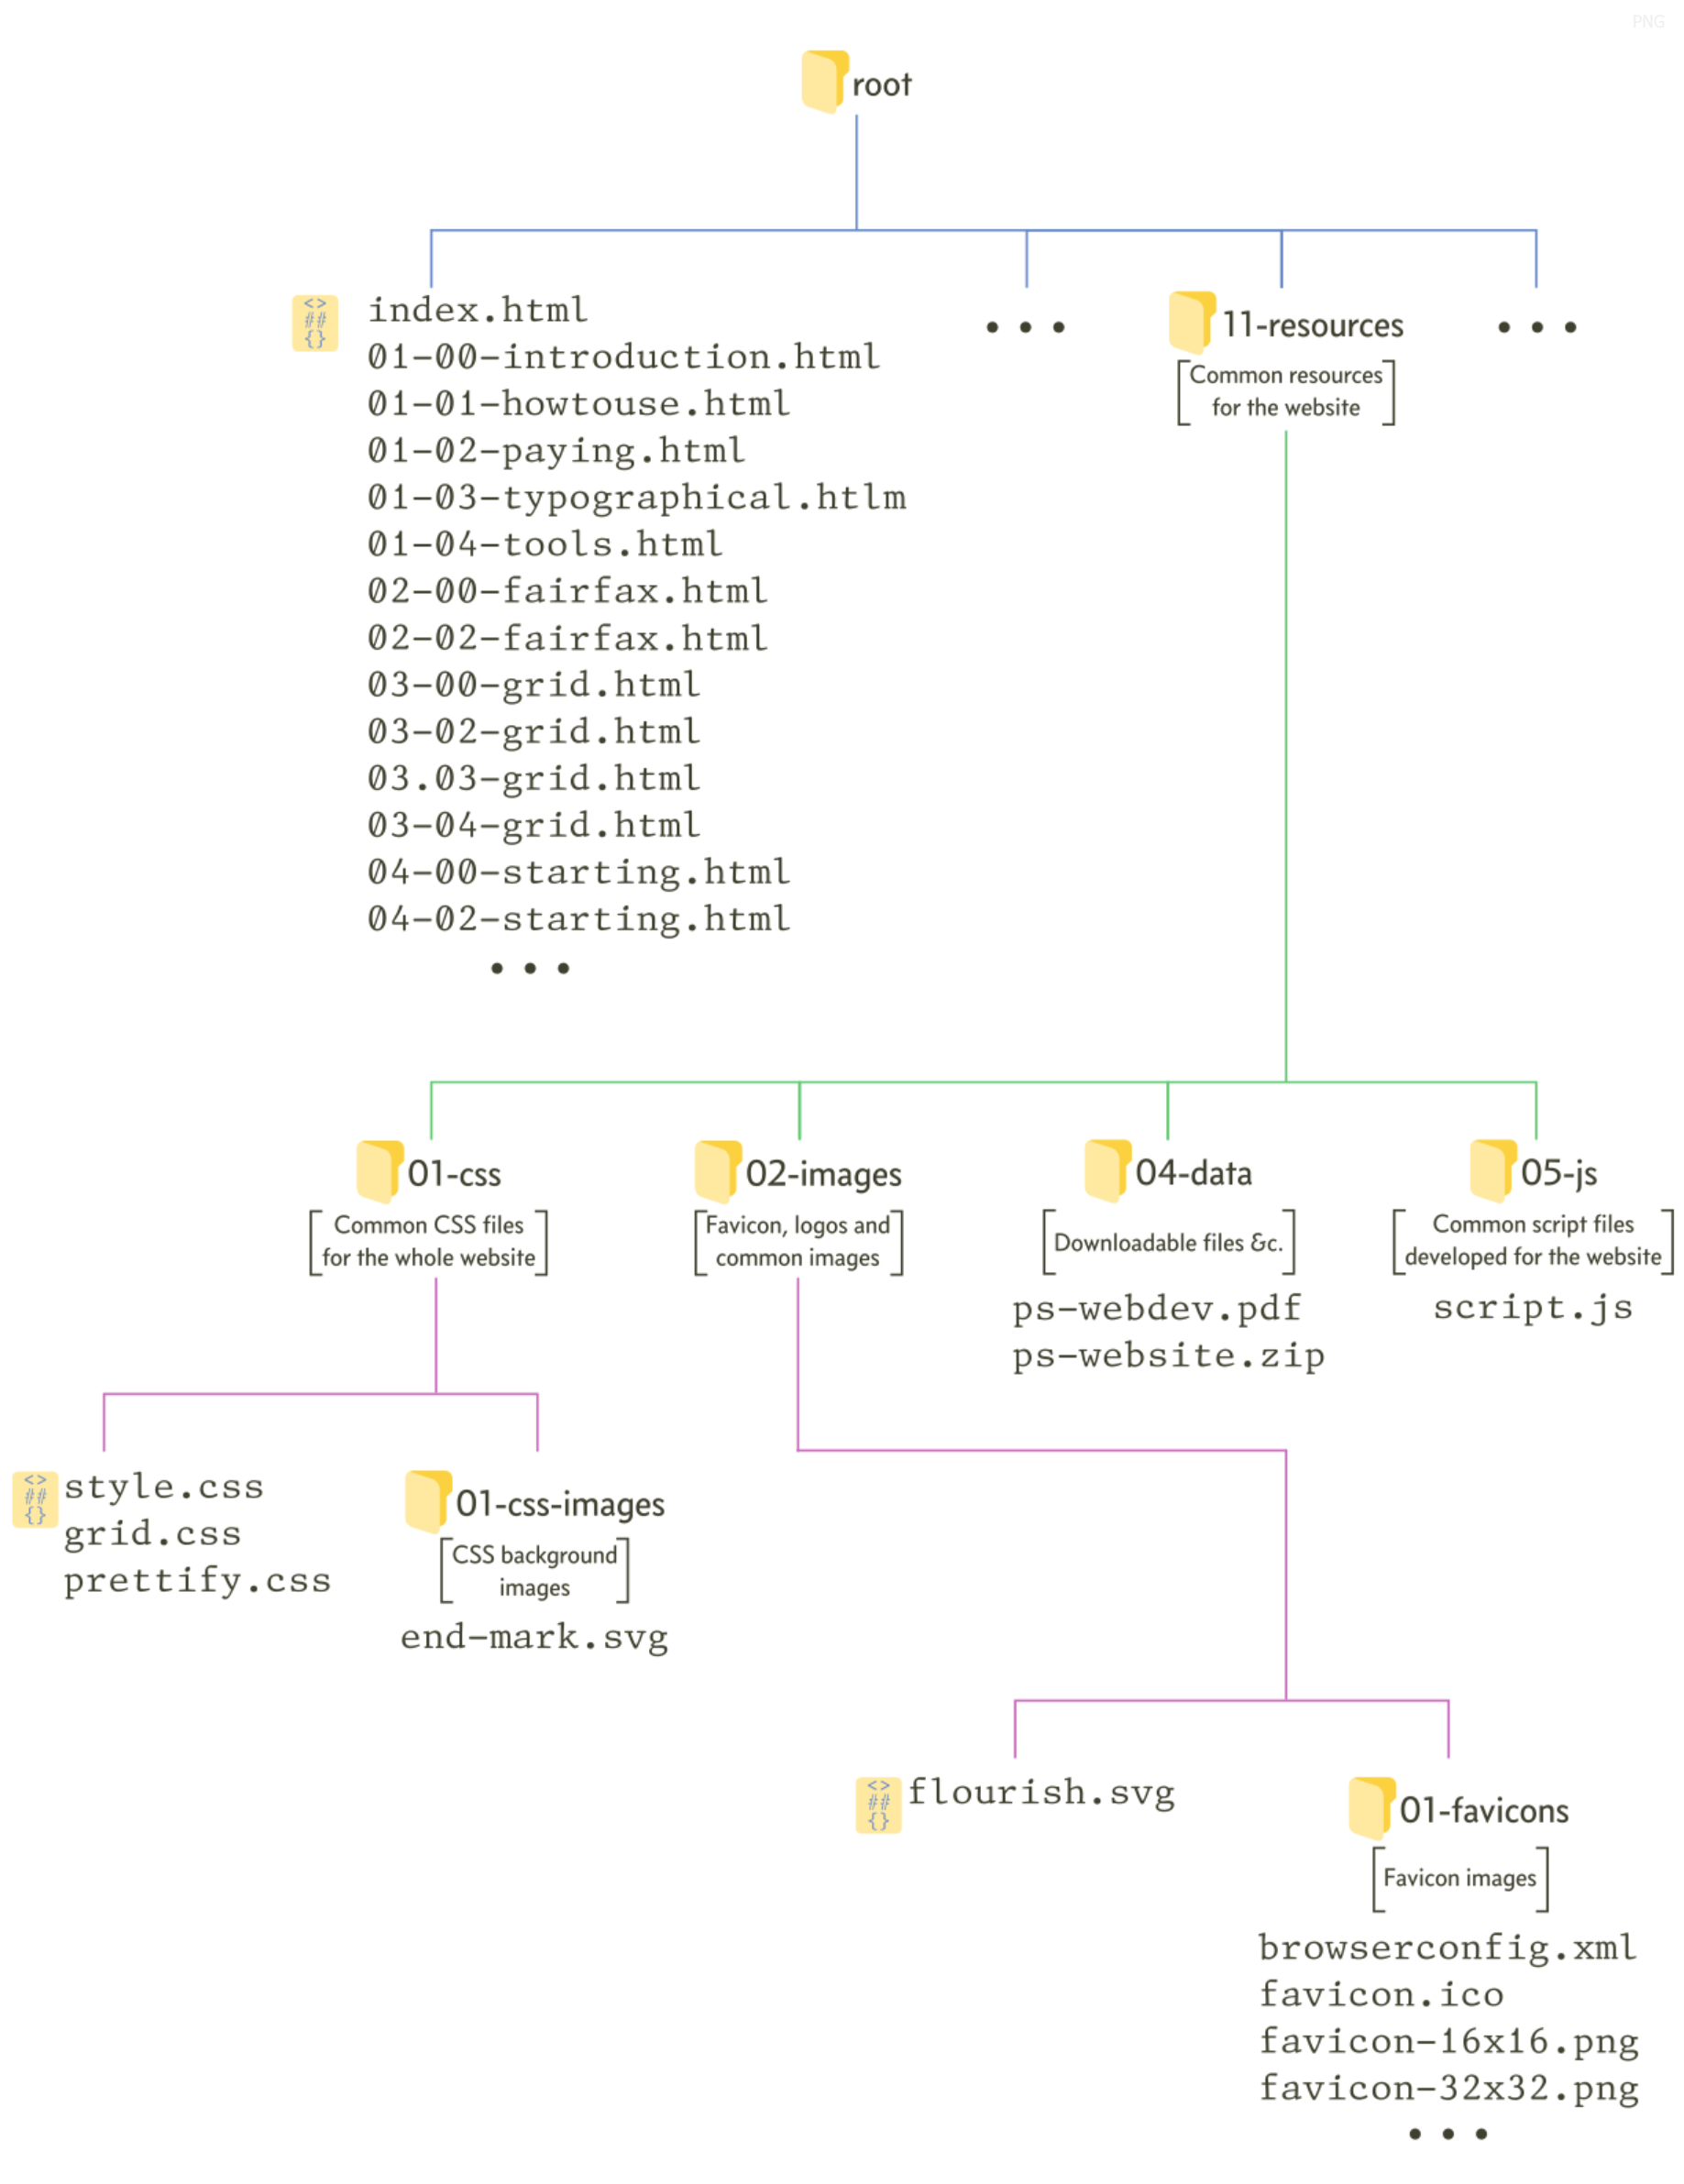 PNG
root
index.html
01-00-introduction.html
01-01-howtouse.html
01-02-paying.html
01-03-typographical.htlm
01-04-tools.html
02-00-fairfax.html
02-02-fairfax.html
03-00-grid.html
03-02-grid.html
03.03-grid.html
03-04-grid.html
04-00-starting.html
04-02-starting.html
• • •
• • •
11-resources
Common resources
for the website
• • •
01-css
Common CSS files
for the whole website
02-images
Favicon, logos and
common images
04-data
Downloadable files &c.
ps-webdev.pdf
ps-website.zip
05-js
Common script files
developed for the website
script.js
<>
##
{}
style.css
grid.css
prettify.css
01-css-images
CSS background
images
end-mark.svg
<>
##
{}
flourish.svg
01-favicons
Favicon images
browserconfig.xml
favicon.ico
favicon-16x16.png
favicon-32x32.png
• • •
<>
##
{}